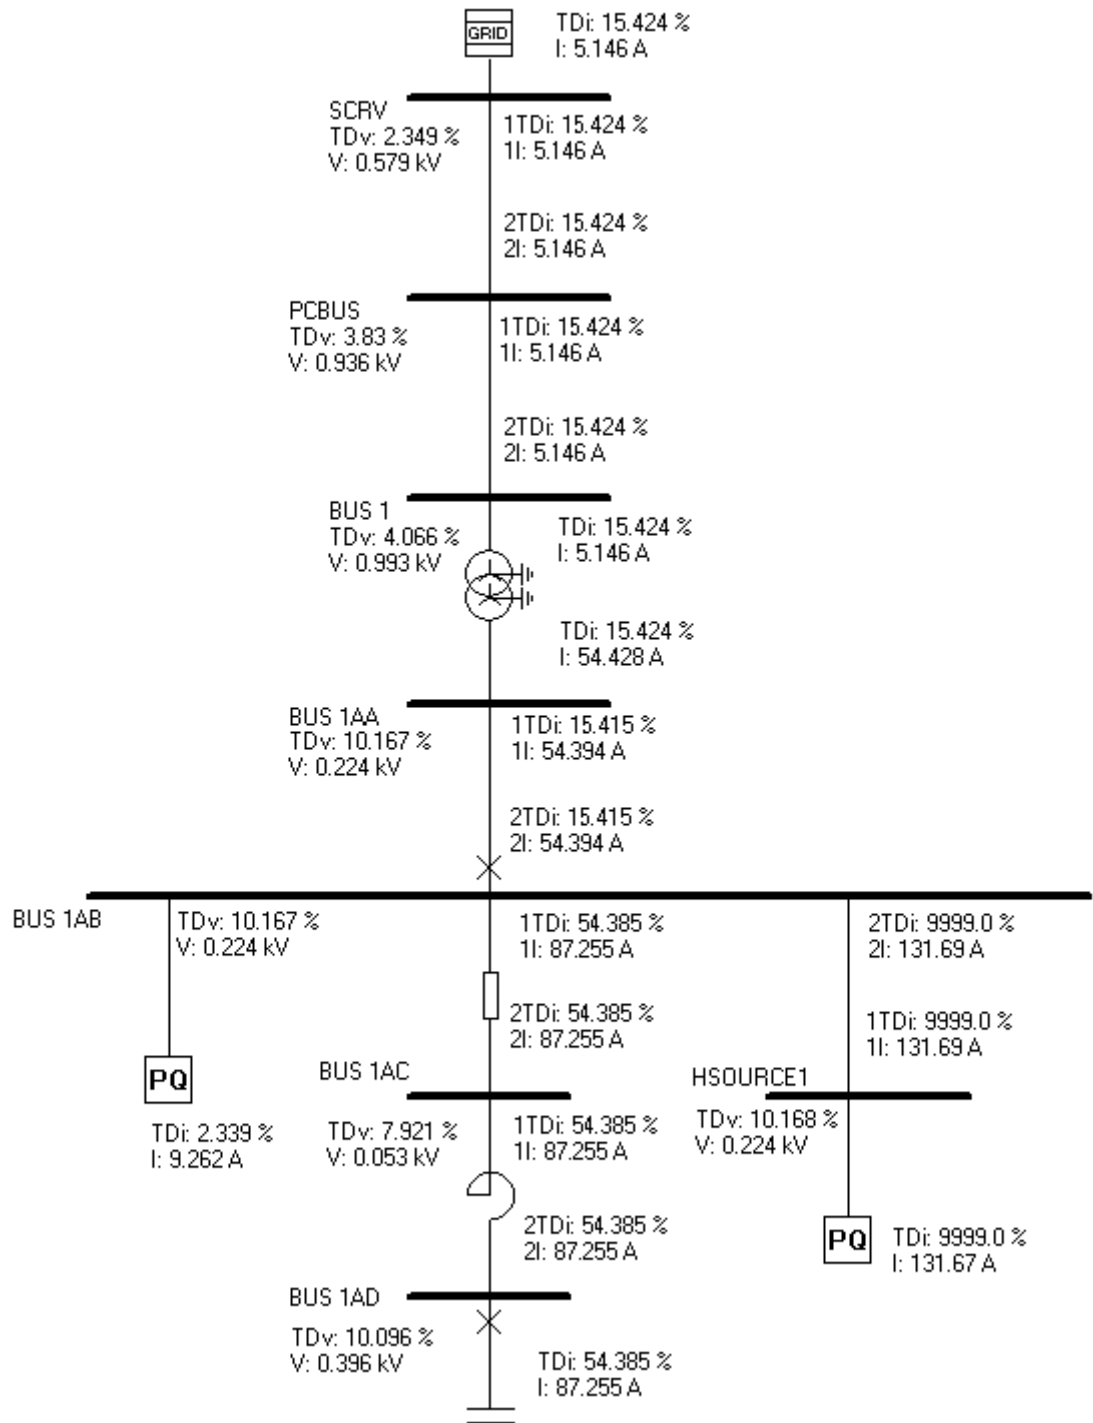 GRID
TDi: 15.424 %
I: 5.146 A
SCRV
TDv: 2.349 %
V: 0.579 kV
1TDi: 15.424 %
1I: 5.146 A
2TDi: 15.424 %
2I: 5.146 A
PCBUS
TDv: 3.83 %
V: 0.936 kV
1TDi: 15.424 %
1I: 5.146 A
2TDi: 15.424 %
2I: 5.146 A
BUS 1
TDv: 4.066 %
V: 0.993 kV
TDi: 15.424 %
I: 5.146 A
TDi: 15.424 %
I: 54.428 A
BUS 1AA
TDv: 10.167 %
V: 0.224 kV
1TDi: 15.415 %
1I: 54.394 A
2TDi: 15.415 %
2I: 54.394 A
BUS 1AB
TDv: 10.167 %
V: 0.224 kV
1TDi: 54.385 %
1I: 87.255 A
2TDi: 9999.0 %
2I: 131.69 A
2TDi: 54.385 %
2I: 87.255 A
1TDi: 9999.0 %
1I: 131.69 A
PQ
TDi: 2.339 %
I: 9.262 A
BUS 1AC
TDv: 7.921 %
V: 0.053 kV
1TDi: 54.385 %
1I: 87.255 A
HSOURCE1
TDv: 10.168 %
V: 0.224 kV
2TDi: 54.385 %
2I: 87.255 A
PQ
TDi: 9999.0 %
I: 131.67 A
BUS 1AD
TDv: 10.096 %
V: 0.396 kV
TDi: 54.385 %
I: 87.255 A